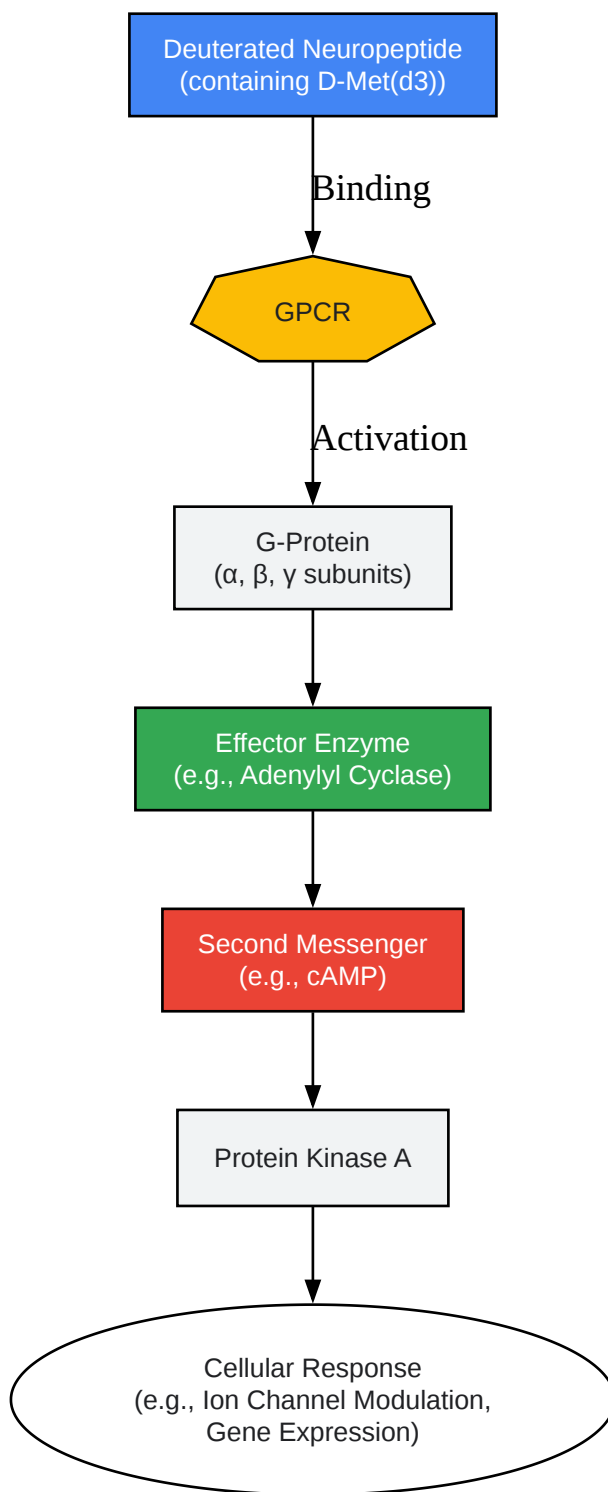 Deuterated Neuropeptide
(containing D-Met(d3))
Binding
GPCR
Activation
G-Protein
(α, β, γ subunits)
Effector Enzyme
(e.g., Adenylyl Cyclase)
Second Messenger
(e.g., cAMP)
Protein Kinase A
Cellular Response
(e.g., Ion Channel Modulation,
Gene Expression)